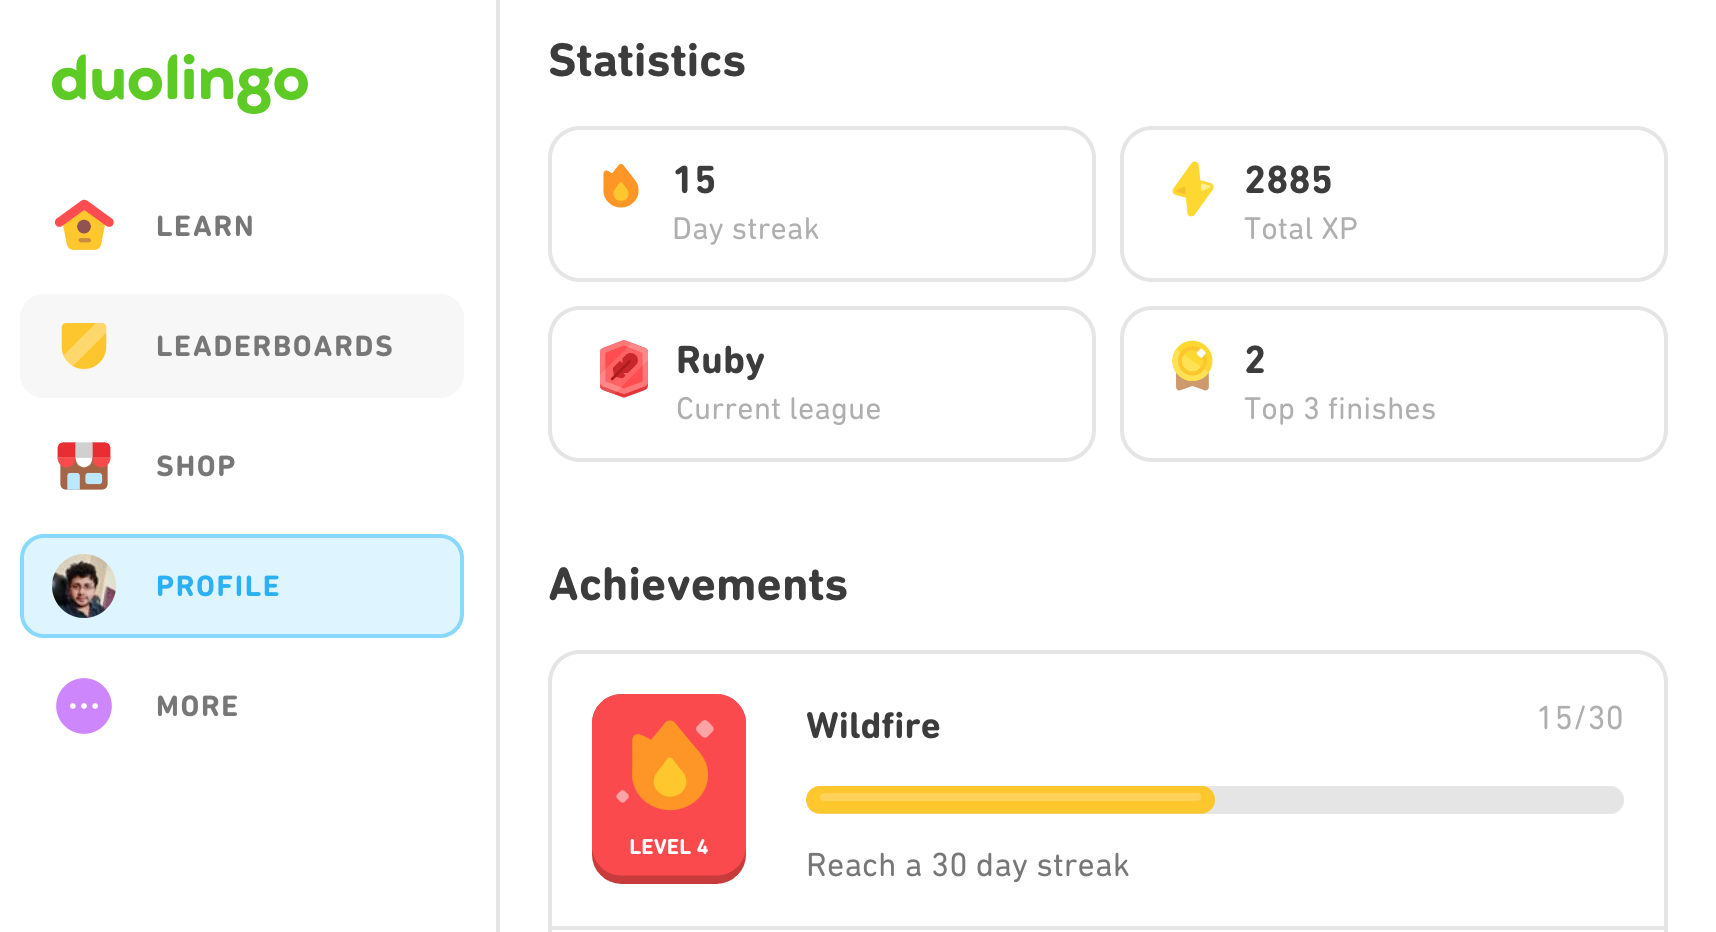 duolingo
LEARN
LEADERBOARDS
SHOP
PROFILE
MORE
Statistics
15
Day streak
2885
Total XP
Ruby
Current league
2
Top 3 finishes
Achievements
LEVEL 4
Wildfire
15/30
Reach a 30 day streak